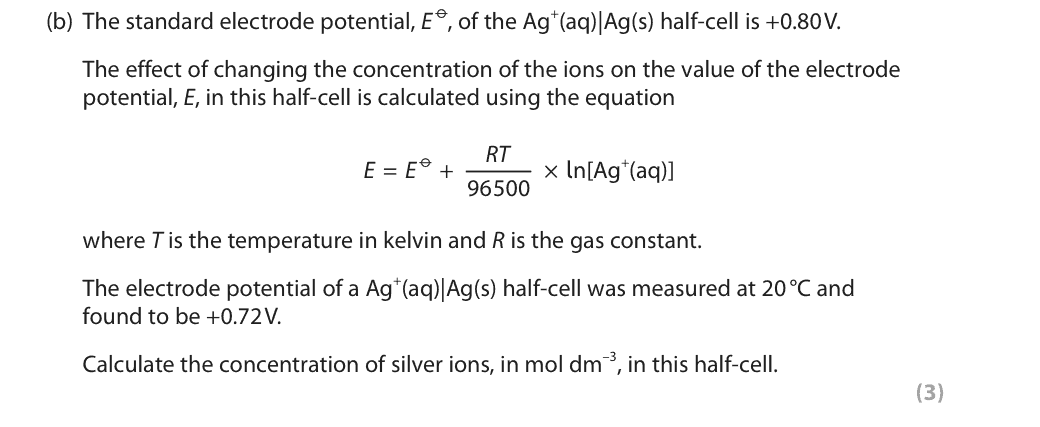 (b) The standard electrode potential, E⦵, of the Ag⁺(aq)|Ag(s) half-cell is +0.80V.
The effect of changing the concentration of the ions on the value of the electrode
potential, E, in this half-cell is calculated using the equation
E = E⦵ + RT/96500 × ln[Ag⁺(aq)]
where T is the temperature in kelvin and R is the gas constant.
The electrode potential of a Ag⁺(aq)|Ag(s) half-cell was measured at 20°C and
found to be +0.72V.
Calculate the concentration of silver ions, in mol dm⁻³, in this half-cell.
(3)